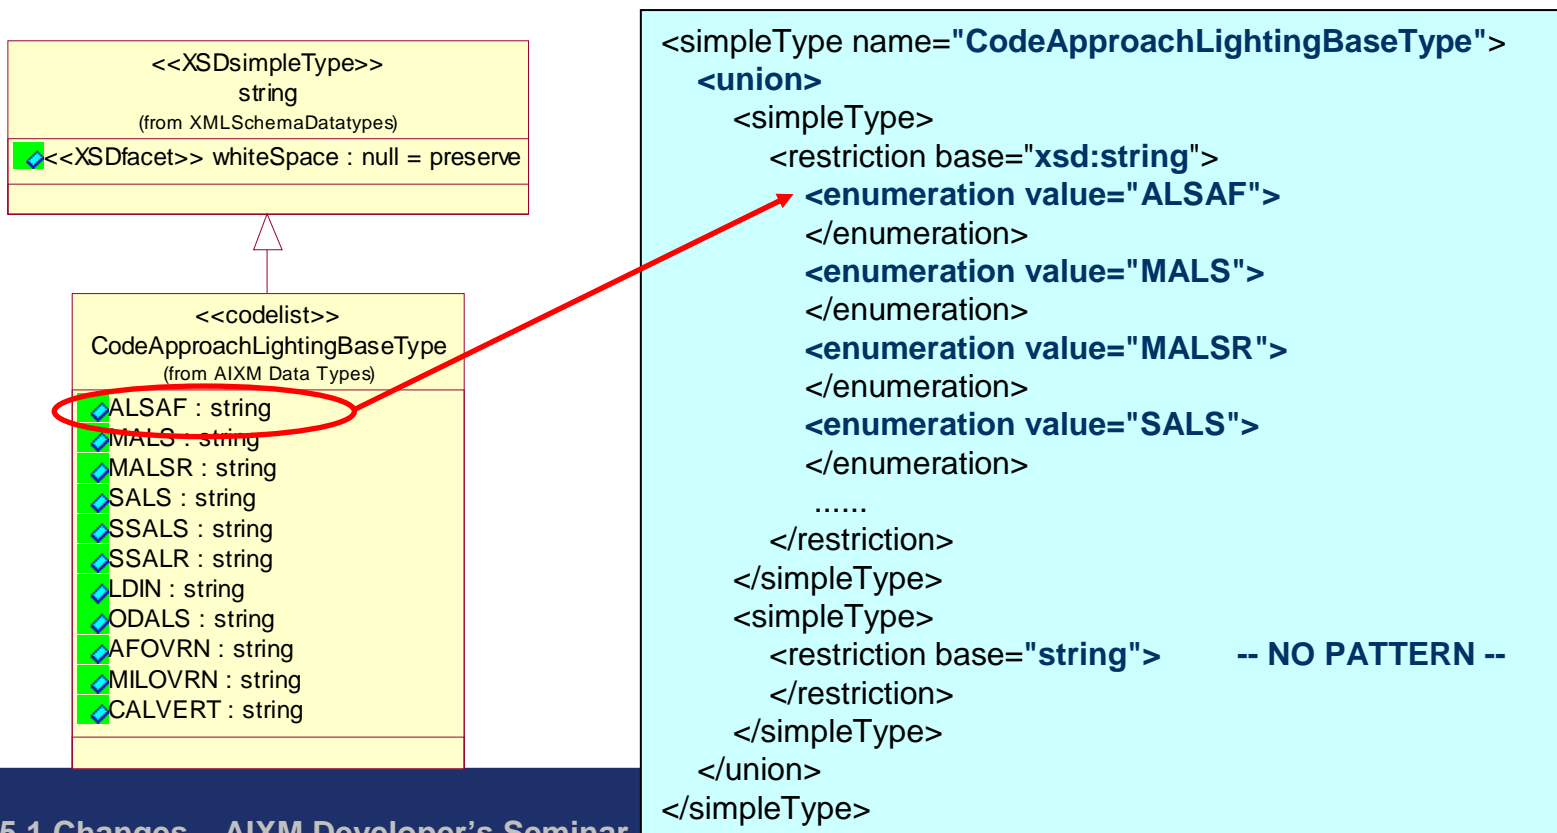 <<XSDsimpleType>>
string
(from XMLSchemaDatatypes)
<<XSDfacet>> whiteSpace : null = preserve
<<codelist>>
CodeApproachLightingBaseType
(from AIXM Data Types)
ALSAF : string
MALS : string
MALSR : string
SALS : string
SSALS : string
SSALR : string
LDIN : string
ODALS : string
AFOVRN : string
MILOVRN : string
CALVERT : string
<simpleType name="CodeApproachLightingBaseType">
<union>
<simpleType>
<restriction base="xsd:string">
<enumeration value="ALSAF">
</enumeration>
<enumeration value="MALS">
</enumeration>
<enumeration value="MALSR">
</enumeration>
<enumeration value="SALS">
</enumeration>
......
</restriction>
</simpleType>
<simpleType>
<restriction base="string"> -- NO PATTERN --
</restriction>
</simpleType>
</union>
</simpleType>
5.1 Changes – AIXM Developer's Seminar